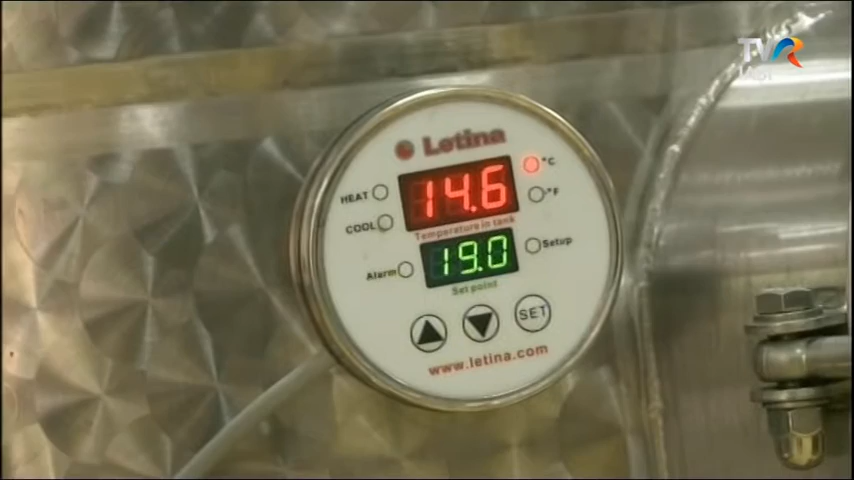 TVR
Letina
HEAT
COOL
14.6
°C
°F
Temperature in tank
Alarm
19.0
Setup
Set point
SET
www.letina.com